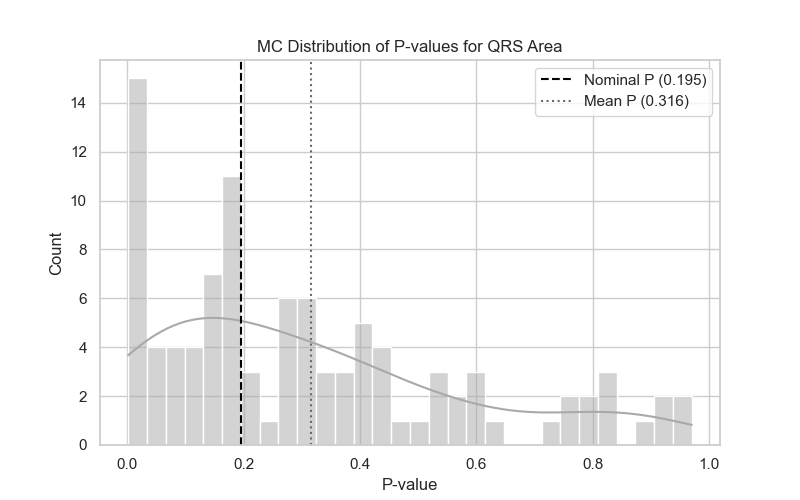 MC Distribution of P-values for QRS Area
Nominal P (0.195)
Mean P (0.316)
14
12
10
8
6
4
2
0
Count
0.0 0.2 0.4 0.6 0.8 1.0
P-value